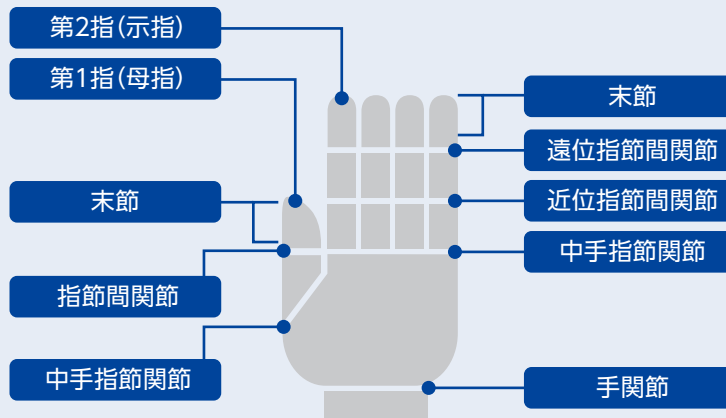 第2指(示指)
第1指(母指)
末節
指節間関節
中手指節関節
末節
遠位指節間関節
近位指節間関節
中手指節関節
手関節